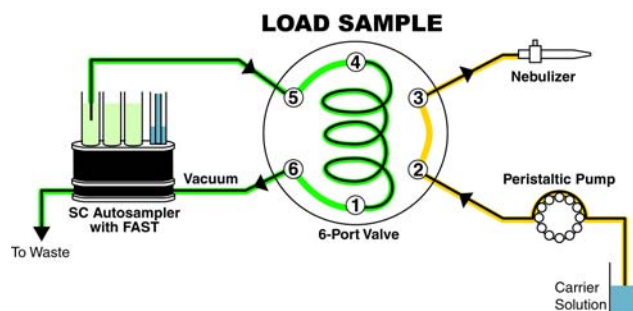 LOAD SAMPLE
4
5
3
Nebulizer
6
2
Vacuum
Peristaltic Pump
1
SC Autosampler
with FAST
6-Port Valve
To Waste
Carrier
Solution